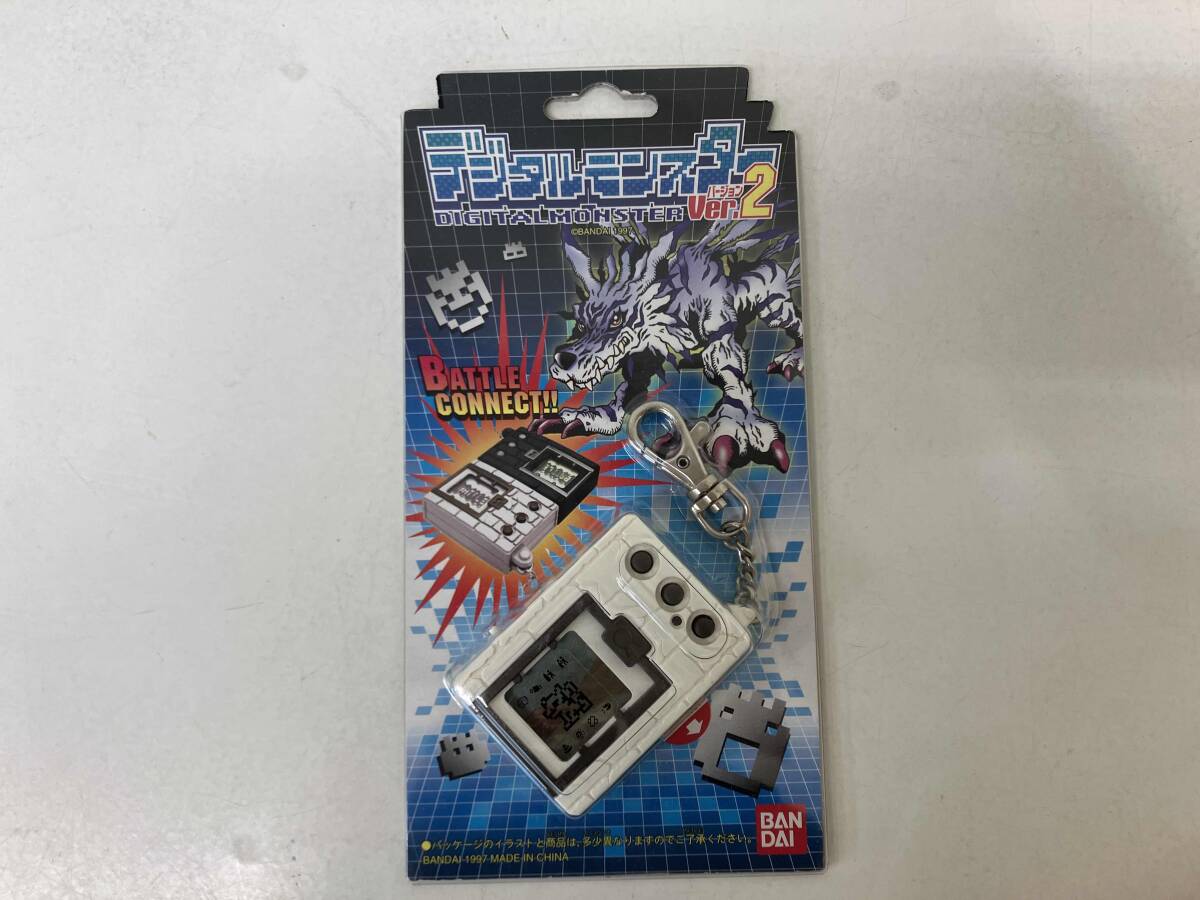 デジタルモンスター
DIGITALMONSTER
バージョン
Ver.2
©BANDAI 1997
BATTLE
CONNECT!!
●パッケージのイラストと商品は、多少異なりますのでご了承ください。
BANDAI 1997 MADE IN CHINA
BAN
DAI